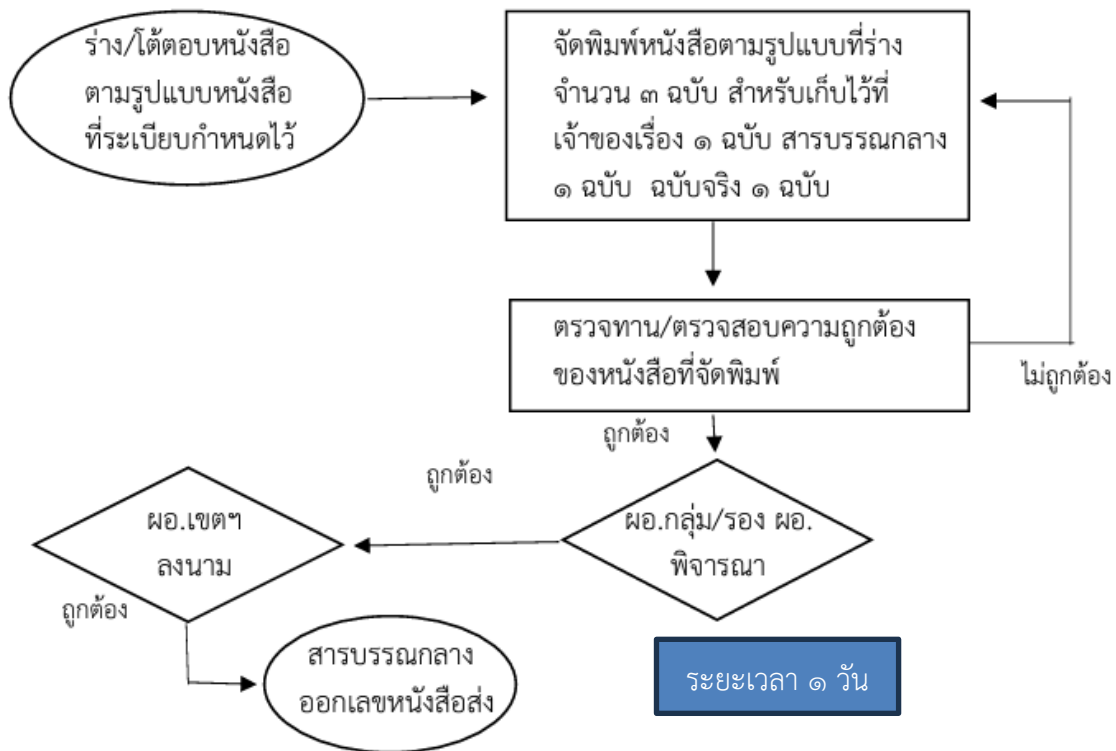 ร่าง/โต้ตอบหนังสือ
ตามรูปแบบหนังสือ
ที่ระเบียบกำหนดไว้
จัดพิมพ์หนังสือตามรูปแบบที่ร่าง
จำนวน ๓ ฉบับ สำหรับเก็บไว้ที่
เจ้าของเรื่อง ๑ ฉบับ สารบรรณกลาง
๑ ฉบับ ฉบับจริง ๑ ฉบับ
ตรวจทาน/ตรวจสอบความถูกต้อง
ของหนังสือที่จัดพิมพ์
ไม่ถูกต้อง
ถูกต้อง
ผอ.กลุ่ม/รอง ผอ.
พิจารณา
ถูกต้อง
ผอ.เขตฯ
ลงนาม
ถูกต้อง
สารบรรณกลาง
ออกเลขหนังสือส่ง
ระยะเวลา ๑ วัน